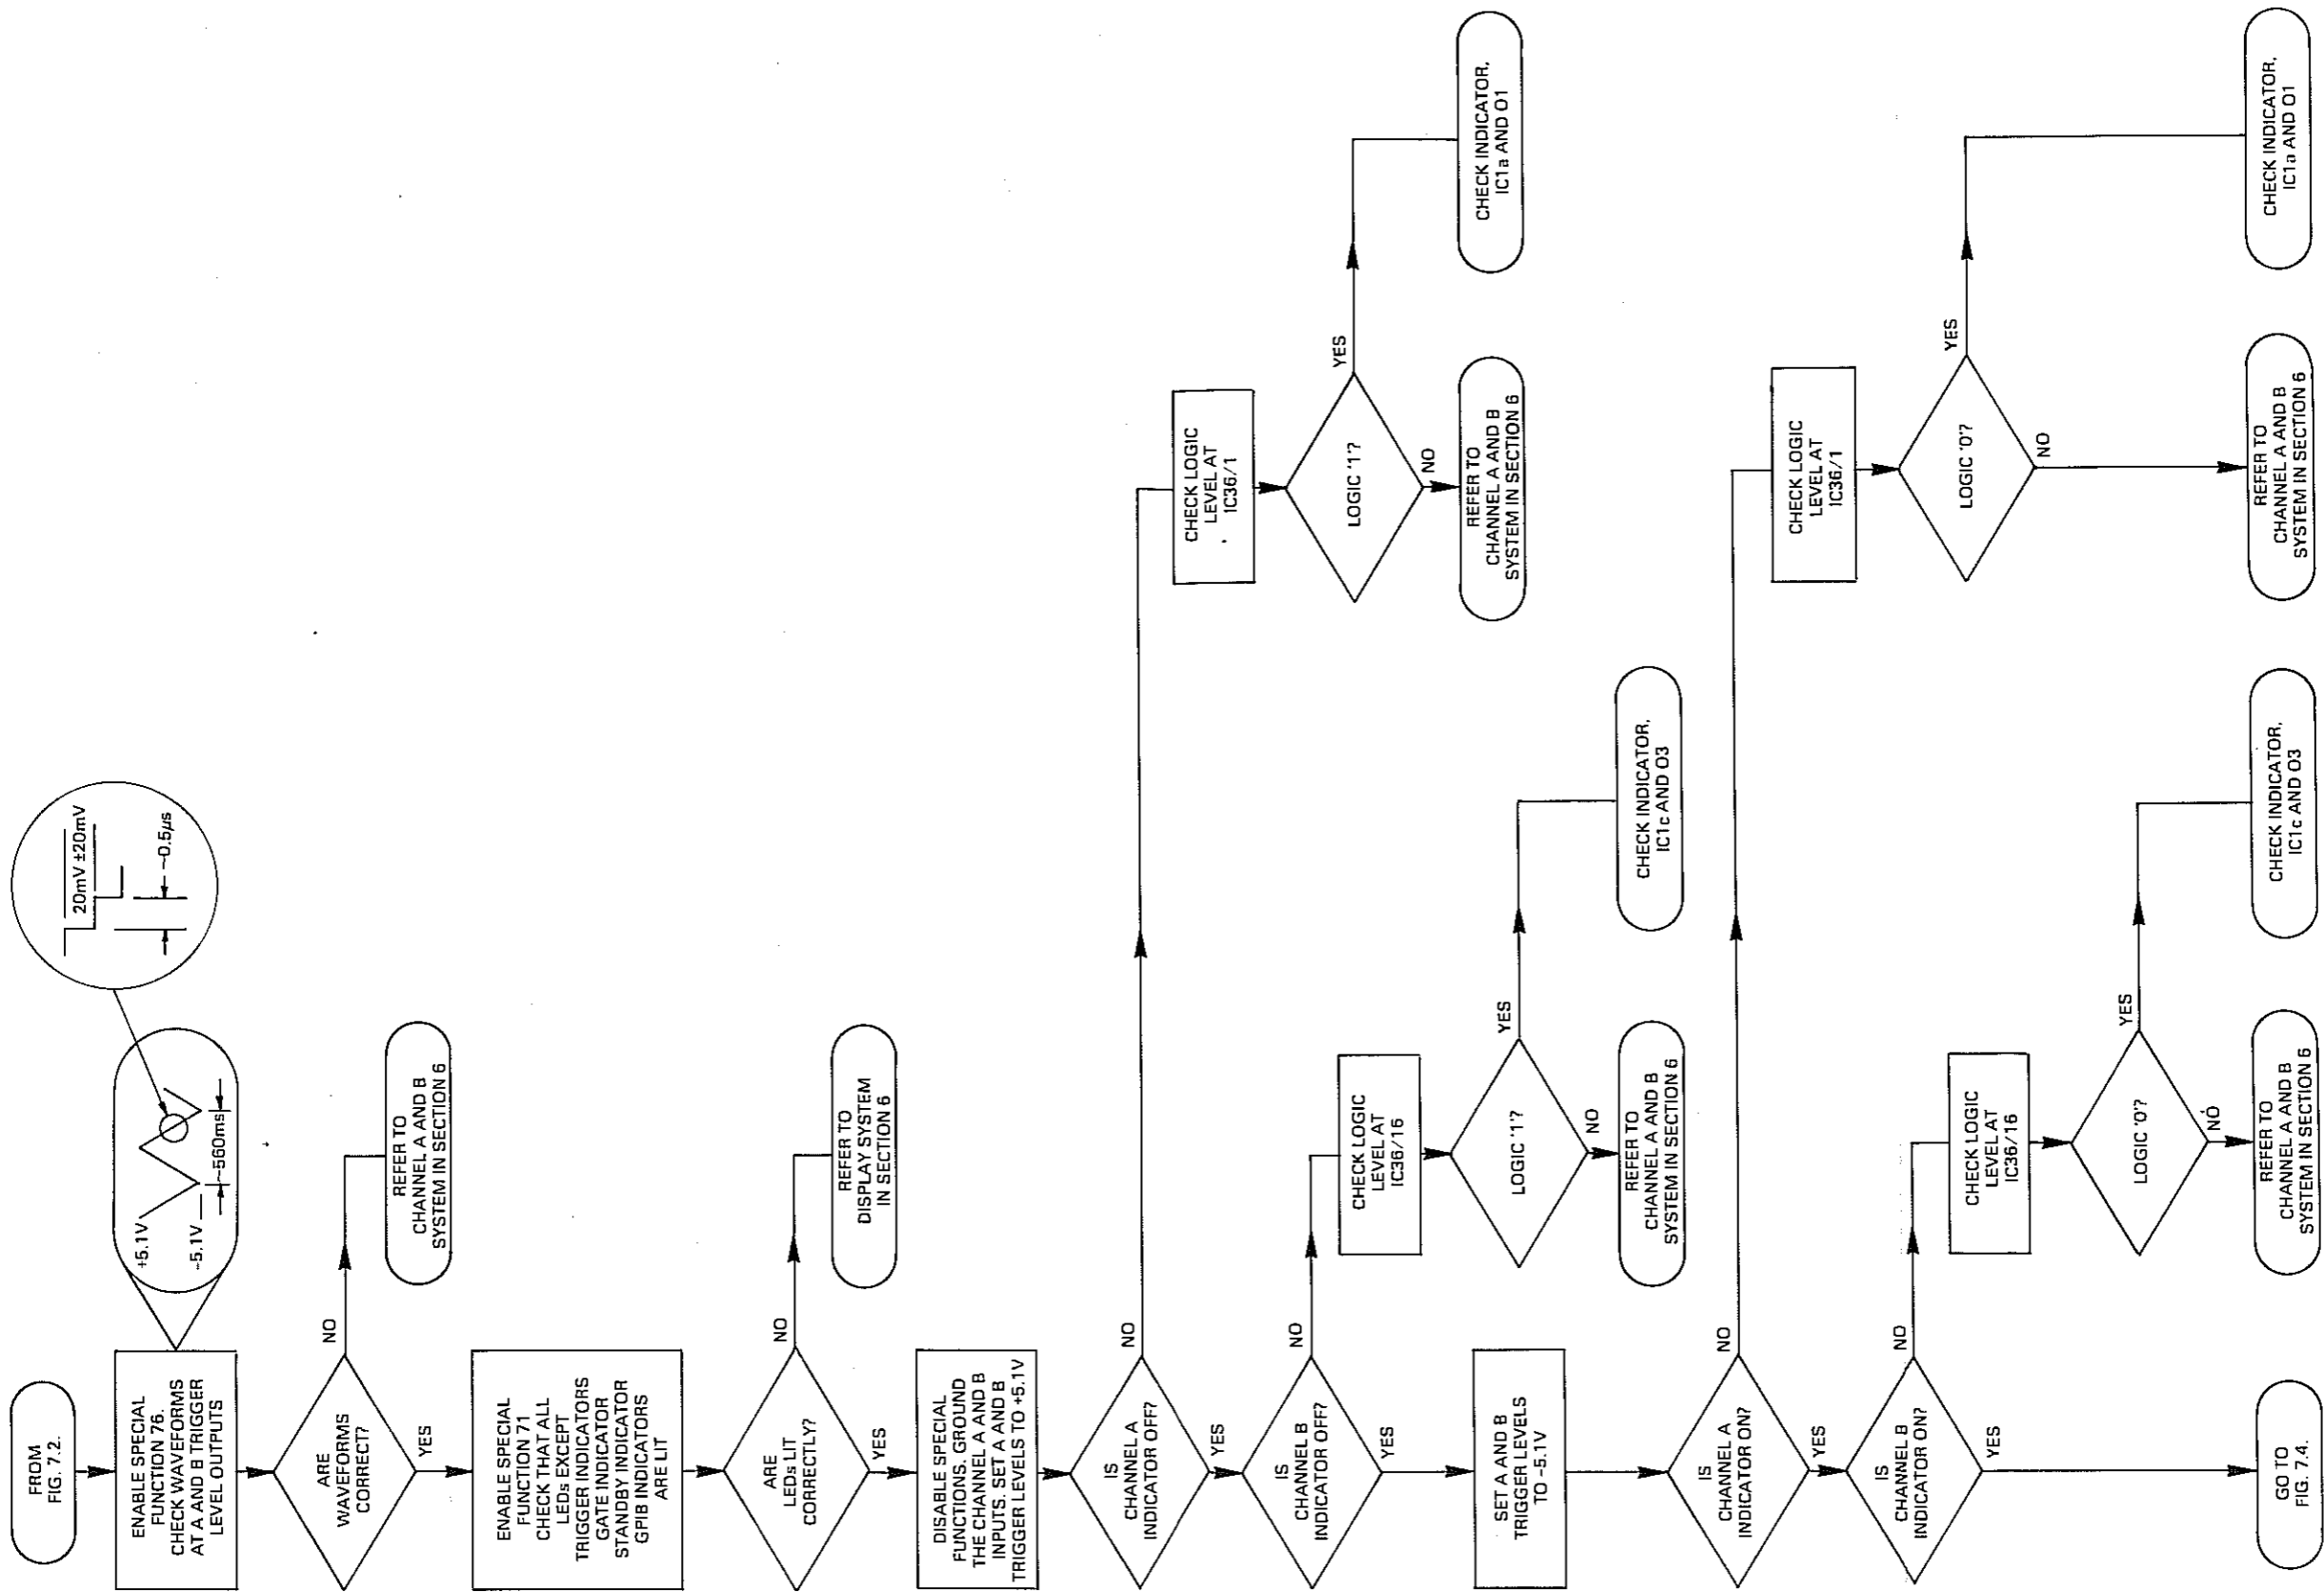 FROM
FIG. 7.2.
ENABLE SPECIAL
FUNCTION 76.
CHECK WAVEFORMS
AT A AND B TRIGGER
LEVEL OUTPUTS
+5.1V
-5.1V
~560ms
20mV ±20mV
~0.5µs
ARE
WAVEFORMS
CORRECT?
NO
REFER TO
CHANNEL A AND B
SYSTEM IN SECTION 6
YES
ENABLE SPECIAL
FUNCTION 71
CHECK THAT ALL
LEDs EXCEPT
TRIGGER INDICATORS
GATE INDICATOR
STANDBY INDICATOR
GPIB INDICATORS
ARE LIT
ARE
LEDs LIT
CORRECTLY?
NO
REFER TO
DISPLAY SYSTEM
IN SECTION 6
YES
DISABLE SPECIAL
FUNCTIONS. GROUND
THE CHANNEL A AND B
INPUTS. SET A AND B
TRIGGER LEVELS TO +5.1V
IS
CHANNEL A
INDICATOR OFF?
NO
CHECK LOGIC
LEVEL AT
IC36/1
LOGIC '1'?
YES
CHECK INDICATOR,
IC1a AND O1
NO
REFER TO
CHANNEL A AND B
SYSTEM IN SECTION 6
YES
IS
CHANNEL B
INDICATOR OFF?
NO
CHECK LOGIC
LEVEL AT
IC36/16
LOGIC '1'?
YES
CHECK INDICATOR,
IC1c AND O3
NO
REFER TO
CHANNEL A AND B
SYSTEM IN SECTION 6
YES
SET A AND B
TRIGGER LEVELS
TO -5.1V
IS
CHANNEL A
INDICATOR ON?
NO
CHECK LOGIC
LEVEL AT
IC36/1
LOGIC '0'?
YES
CHECK INDICATOR,
IC1a AND O1
NO
REFER TO
CHANNEL A AND B
SYSTEM IN SECTION 6
YES
IS
CHANNEL B
INDICATOR ON?
NO
CHECK LOGIC
LEVEL AT
IC36/16
LOGIC '0'?
YES
CHECK INDICATOR,
IC1c AND O3
NO
REFER TO
CHANNEL A AND B
SYSTEM IN SECTION 6
YES
GO TO
FIG. 7.4.